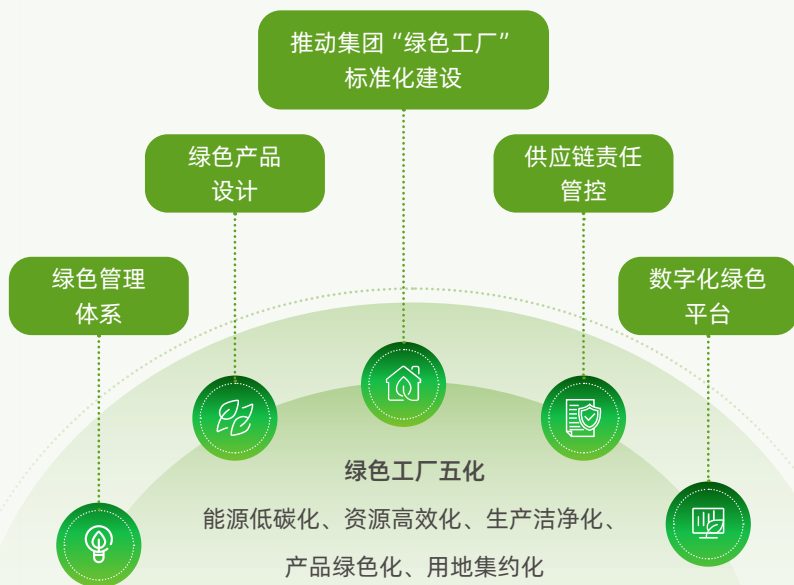 推动集团“绿色工厂”
标准化建设
绿色产品
设计
供应链责任
管控
绿色管理
体系
数字化绿色
平台
绿色工厂五化
能源低碳化、资源高效化、生产洁净化、
产品绿色化、用地集约化